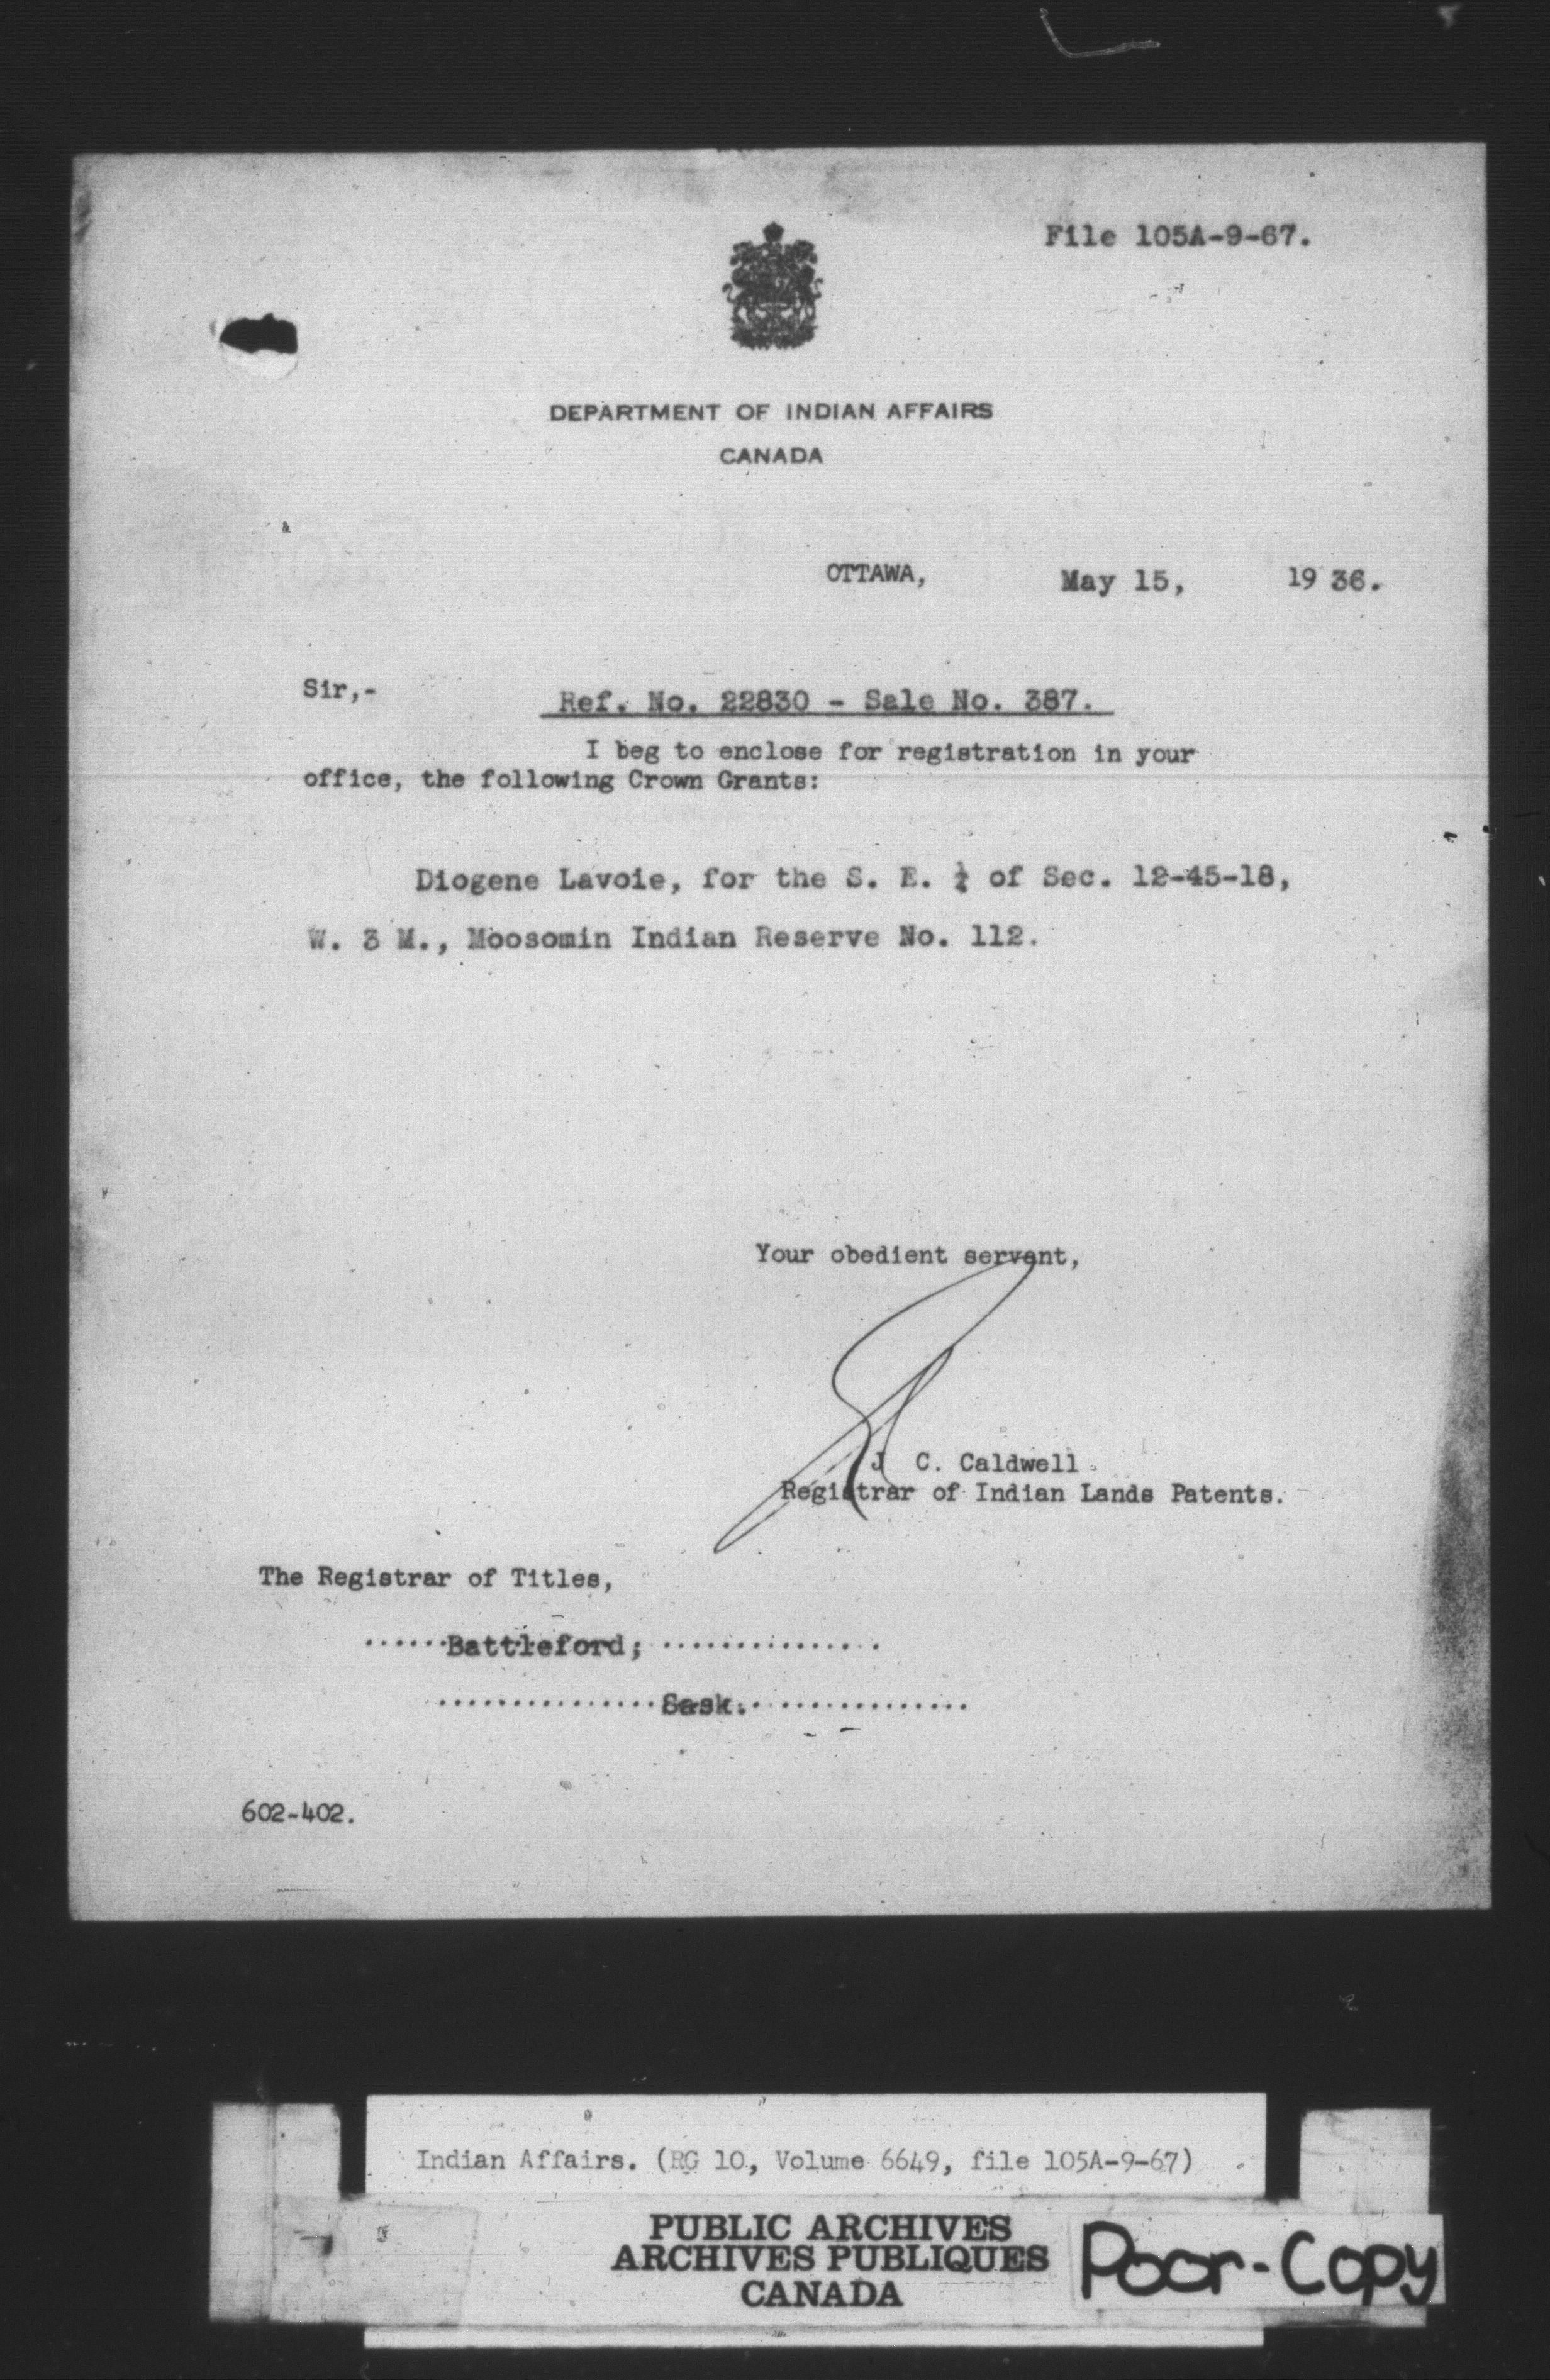 File 105A-9-67.
DEPARTMENT OF INDIAN AFFAIRS
CANADA
OTTAWA, May 15, 19 36.
Sir,-
Ref. No. 22830 - Sale No. 387.
I beg to enclose for registration in your
office, the following Crown Grants:
Diogene Lavoie, for the S. E. ¼ of Sec. 12-45-18,
W. 3 M., Moosomin Indian Reserve No. 112.
Your obedient servant,
J C. Caldwell.
Registrar of Indian Lands Patents.
The Registrar of Titles,
......Battleford;...............
...............Sask................
602-402.
Indian Affairs. (RG 10, Volume 6649, file 105A-9-67)
PUBLIC ARCHIVES
ARCHIVES PUBLIQUES
CANADA
Poor-Copy